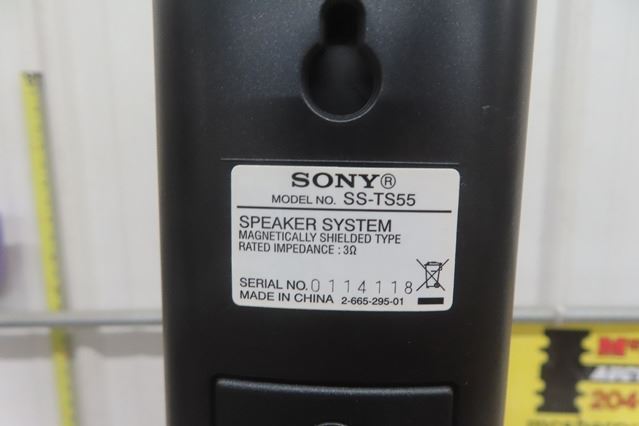 SONY®
MODEL NO. SS-TS55
SPEAKER SYSTEM
MAGNETICALLY SHIELDED TYPE
RATED IMPEDANCE : 3Ω
SERIAL NO. 0114118
MADE IN CHINA 2-665-295-01
204